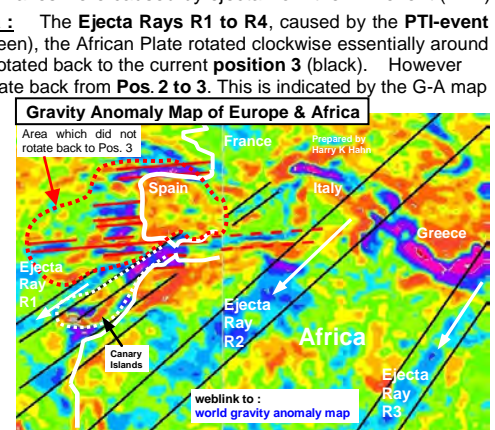 : The Ejecta Rays R1 to R4, caused by the PTI-event
een), the African Plate rotated clockwise essentially around
otated back to the current position 3 (black). However
ate back from Pos. 2 to 3. This is indicated by the G-A map
Gravity Anomaly Map of Europe & Africa
Area which did not
rotate back to Pos. 3
France
Prepared by
Harry K Hahn
Spain
Italy
Greece
Ejecta
Ray
R1
Ejecta
Ray
R2
Africa
Canary
Islands
Ejecta
Ray
R3
weblink to :
world gravity anomaly map